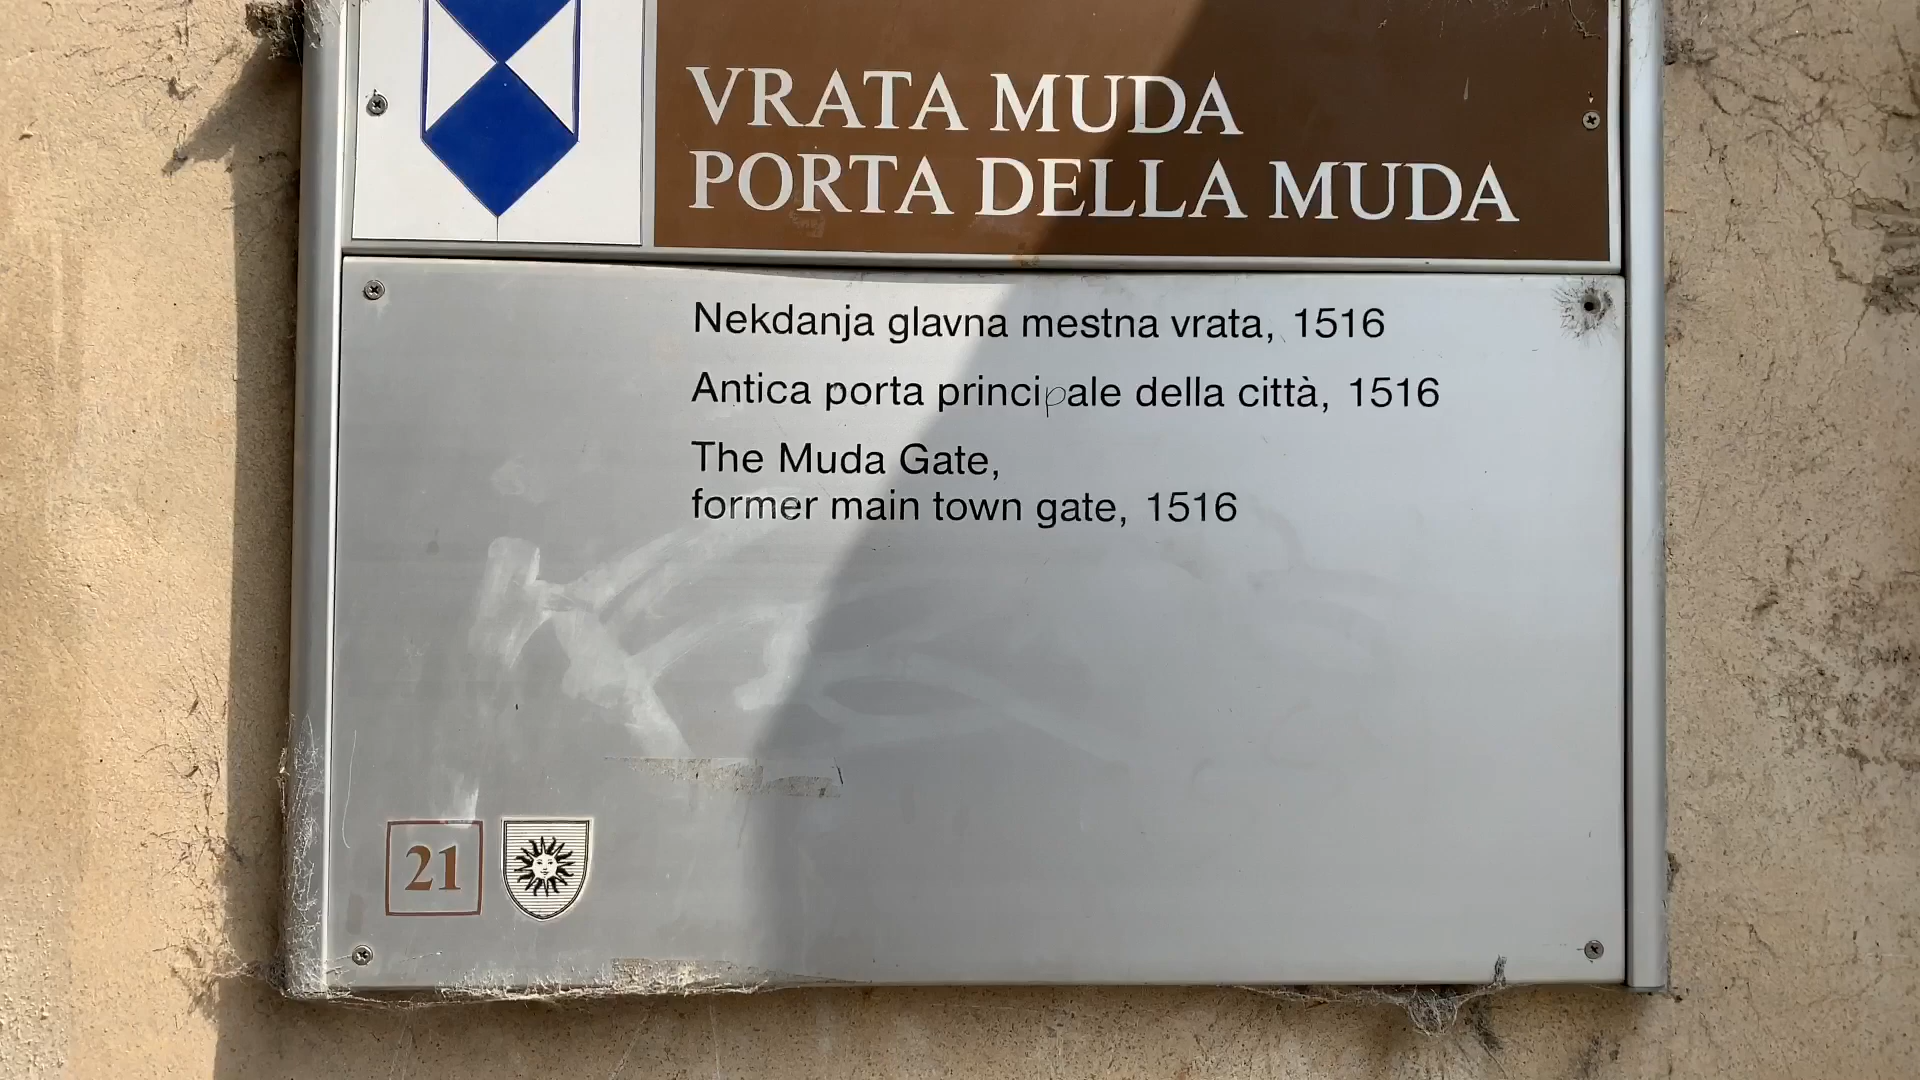 VRATA MUDA
PORTA DELLA MUDA
Nekdanja glavna mestna vrata, 1516
Antica porta principale della città, 1516
The Muda Gate,
former main town gate, 1516
21